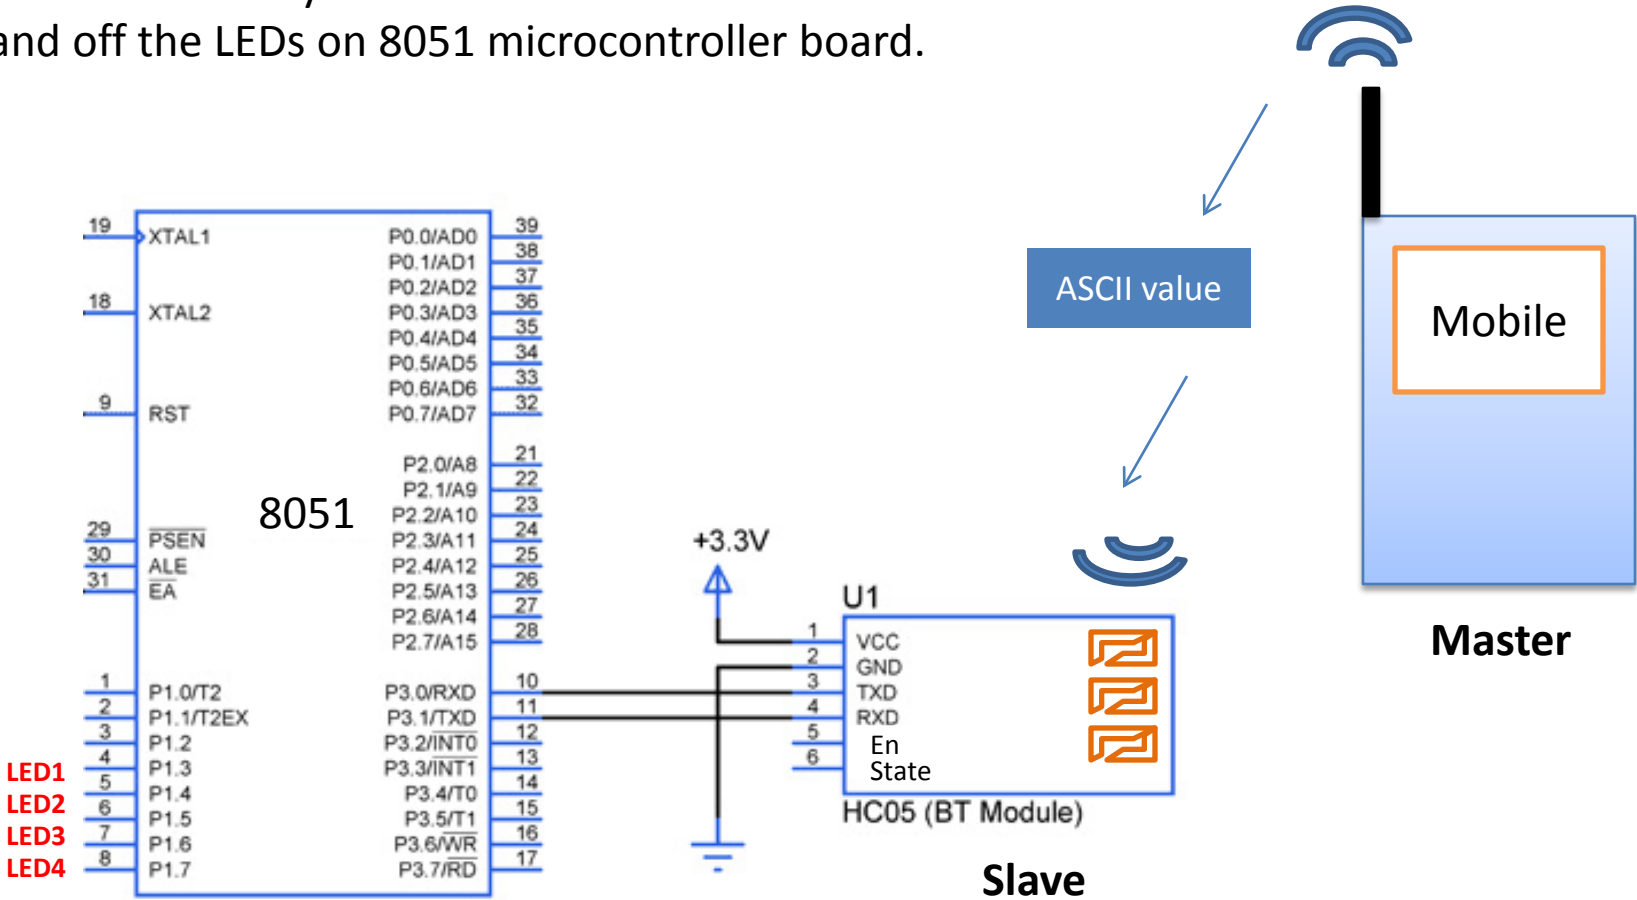 and off the LEDs on 8051 microcontroller board.
19
XTAL1
18
XTAL2
9
RST
8051
29
PSEN
30
ALE
31
EA
1
P1.0/T2
2
P1.1/T2EX
3
P1.2
4
P1.3
5
P1.4
6
P1.5
7
P1.6
8
P1.7
LED1
LED2
LED3
LED4
P0.0/AD0
39
P0.1/AD1
38
P0.2/AD2
37
P0.3/AD3
36
P0.4/AD4
35
P0.5/AD5
34
P0.6/AD6
33
P0.7/AD7
32
P2.0/A8
21
P2.1/A9
22
P2.2/A10
23
P2.3/A11
24
P2.4/A12
25
P2.5/A13
26
P2.6/A14
27
P2.7/A15
28
P3.0/RXD
10
P3.1/TXD
11
P3.2/INT0
12
P3.3/INT1
13
P3.4/T0
14
P3.5/T1
15
P3.6/WR
16
P3.7/RD
17
+3.3V
U1
1
VCC
2
GND
3
TXD
4
RXD
5
En
6
State
HC05 (BT Module)
Slave
ASCII value
Mobile
Master